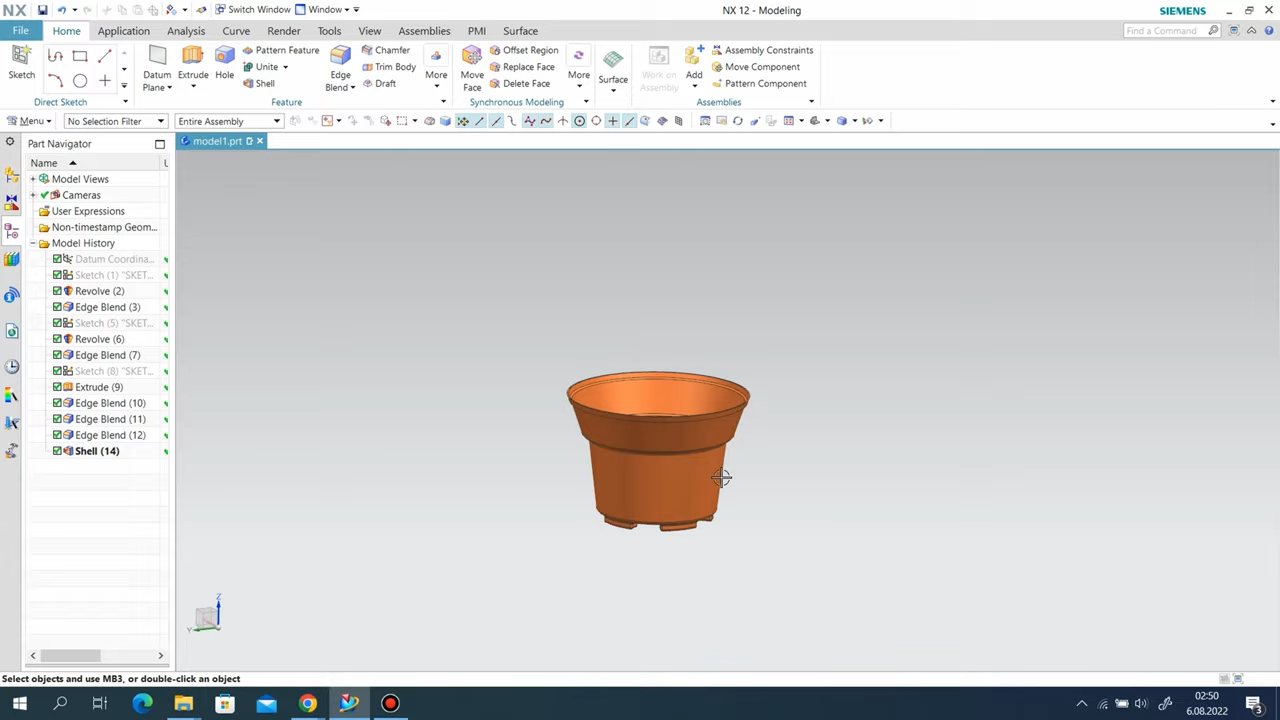 NX Switch Window Window NX 12 - Modeling SIEMENS
File Home Application Analysis Curve Render Tools View Assemblies PMI Surface Find a Command
Sketch Datum Plane Extrude Hole Pattern Feature Edge Blend Chamfer More Move Face Offset Region More Surface Work on Assembly Add Assembly Constraints
Unite Trim Body Replace Face Move Component
Shell Draft Delete Face Pattern Component
Direct Sketch Feature Synchronous Modeling Assemblies
Menu No Selection Filter Entire Assembly
Part Navigator model1.prt
Name
Model Views
Cameras
User Expressions
Non-timestamp Geom...
Model History
Datum Coordina...
Sketch (1) "SKET...
Revolve (2)
Edge Blend (3)
Sketch (5) "SKET...
Revolve (6)
Edge Blend (7)
Sketch (8) "SKET...
Extrude (9)
Edge Blend (10)
Edge Blend (11)
Edge Blend (12)
Shell (14)
Z
Y
Select objects and use MB3, or double-click an object
02:50
6.08.2022
3